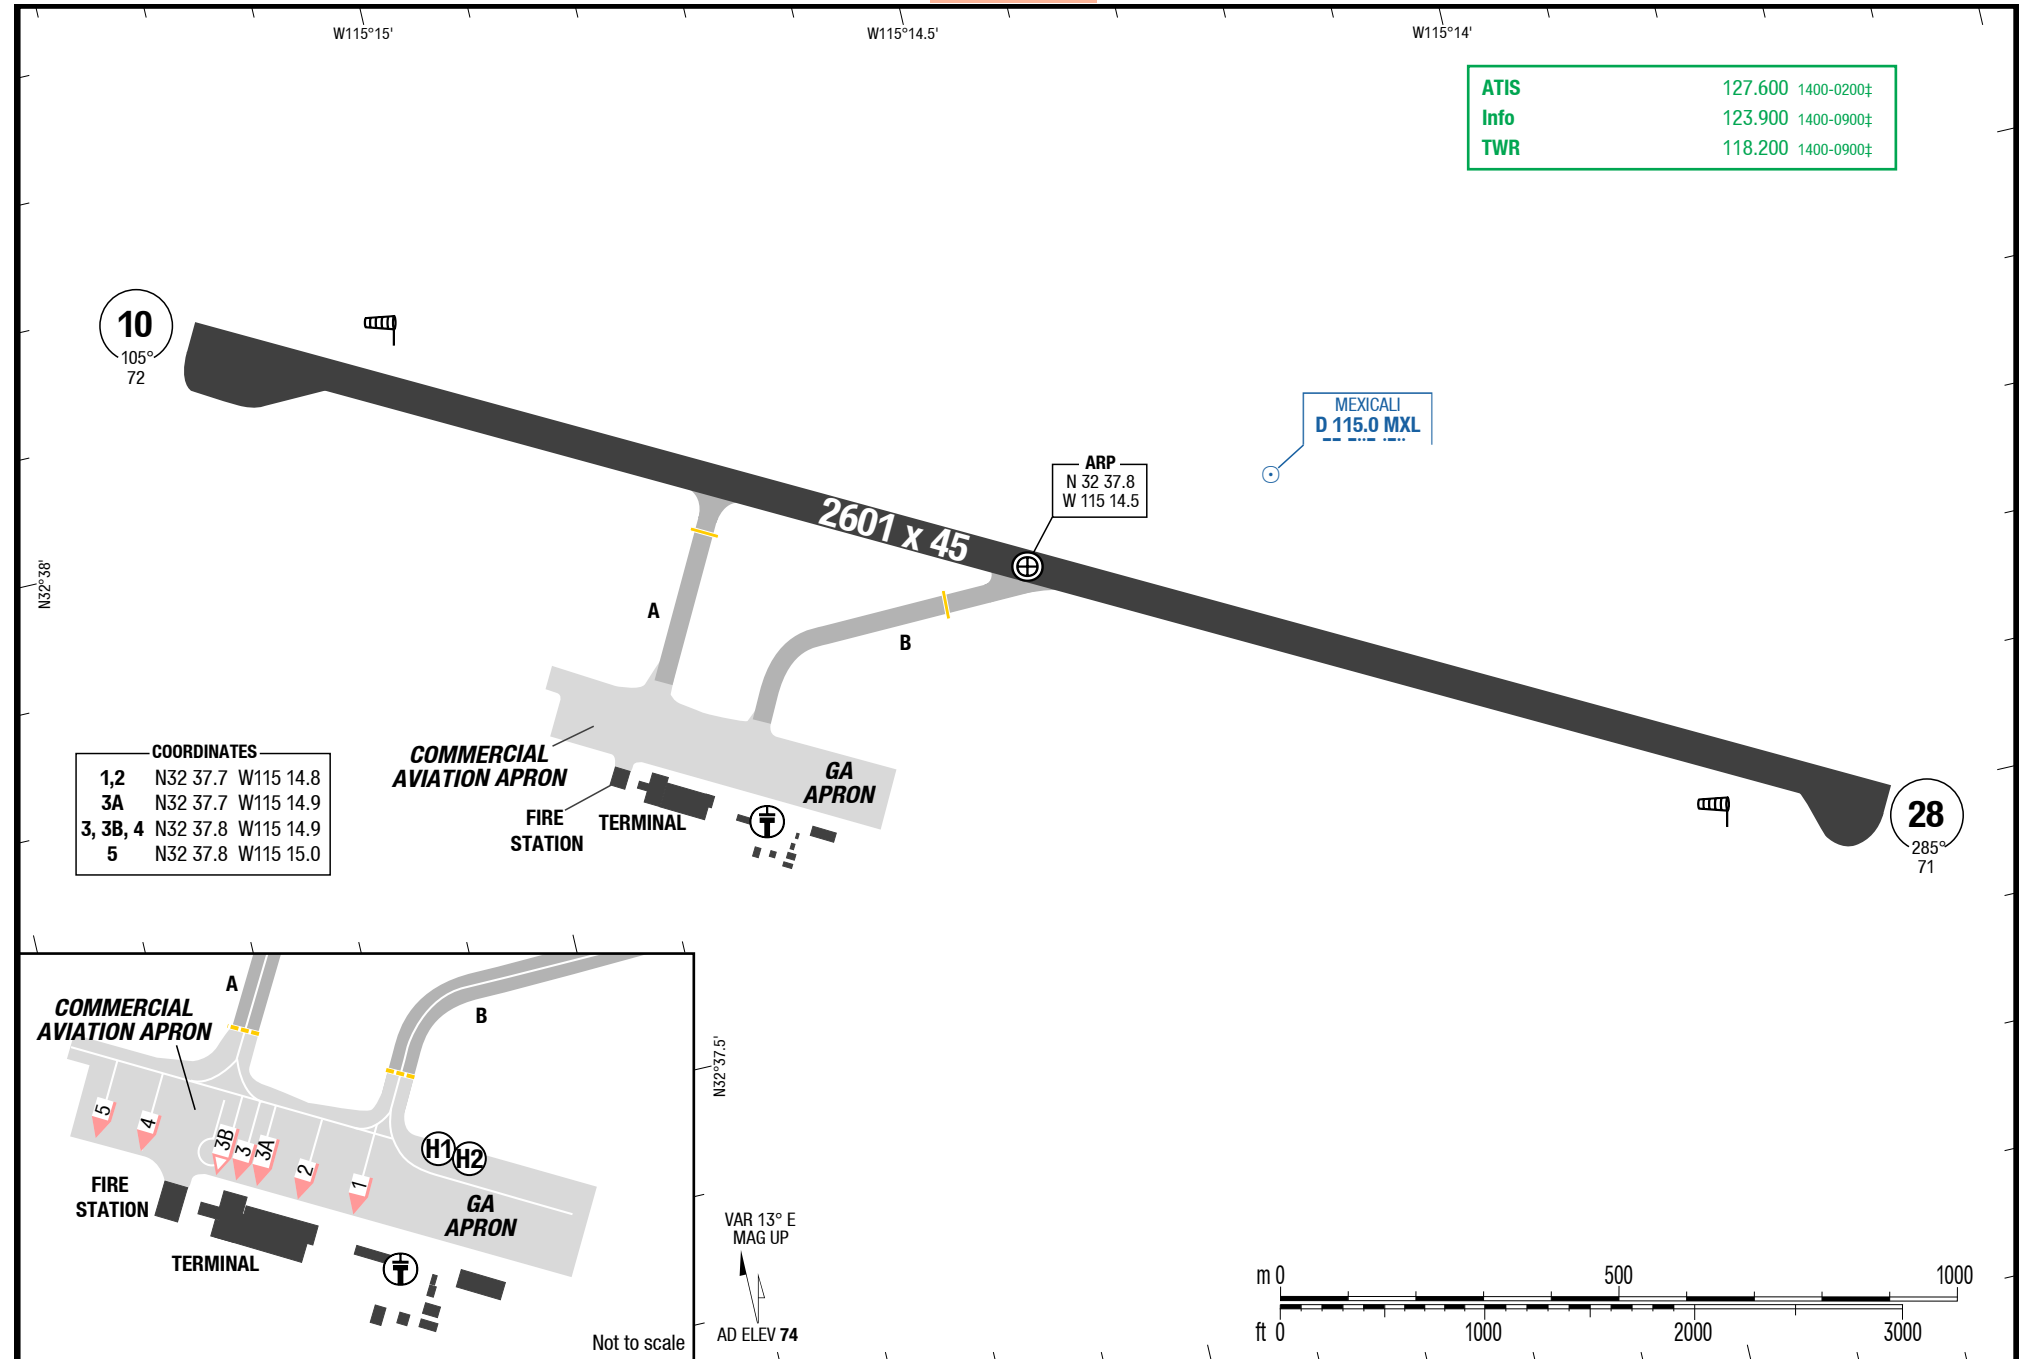 W115°15'
W115°14.5'
W115°14'
ATIS 127.600 1400-0200‡
Info 123.900 1400-0900‡
TWR 118.200 1400-0900‡
10
105°
72
MEXICALI
D 115.0 MXL
ARP
N 32 37.8
W 115 14.5
2601 x 45
N32°38'
A
B
COORDINATES
1,2 N32 37.7 W115 14.8
3A N32 37.7 W115 14.9
3, 3B, 4 N32 37.8 W115 14.9
5 N32 37.8 W115 15.0
COMMERCIAL
AVIATION APRON
GA
APRON
FIRE
STATION
TERMINAL
28
285°
71
A
COMMERCIAL
AVIATION APRON
B
N32°37.5'
5
4
3B
3
3A
2
1
H1
H2
FIRE
STATION
GA
APRON
TERMINAL
Not to scale
VAR 13° E
MAG UP
AD ELEV 74
m 0 500 1000
ft 0 1000 2000 3000